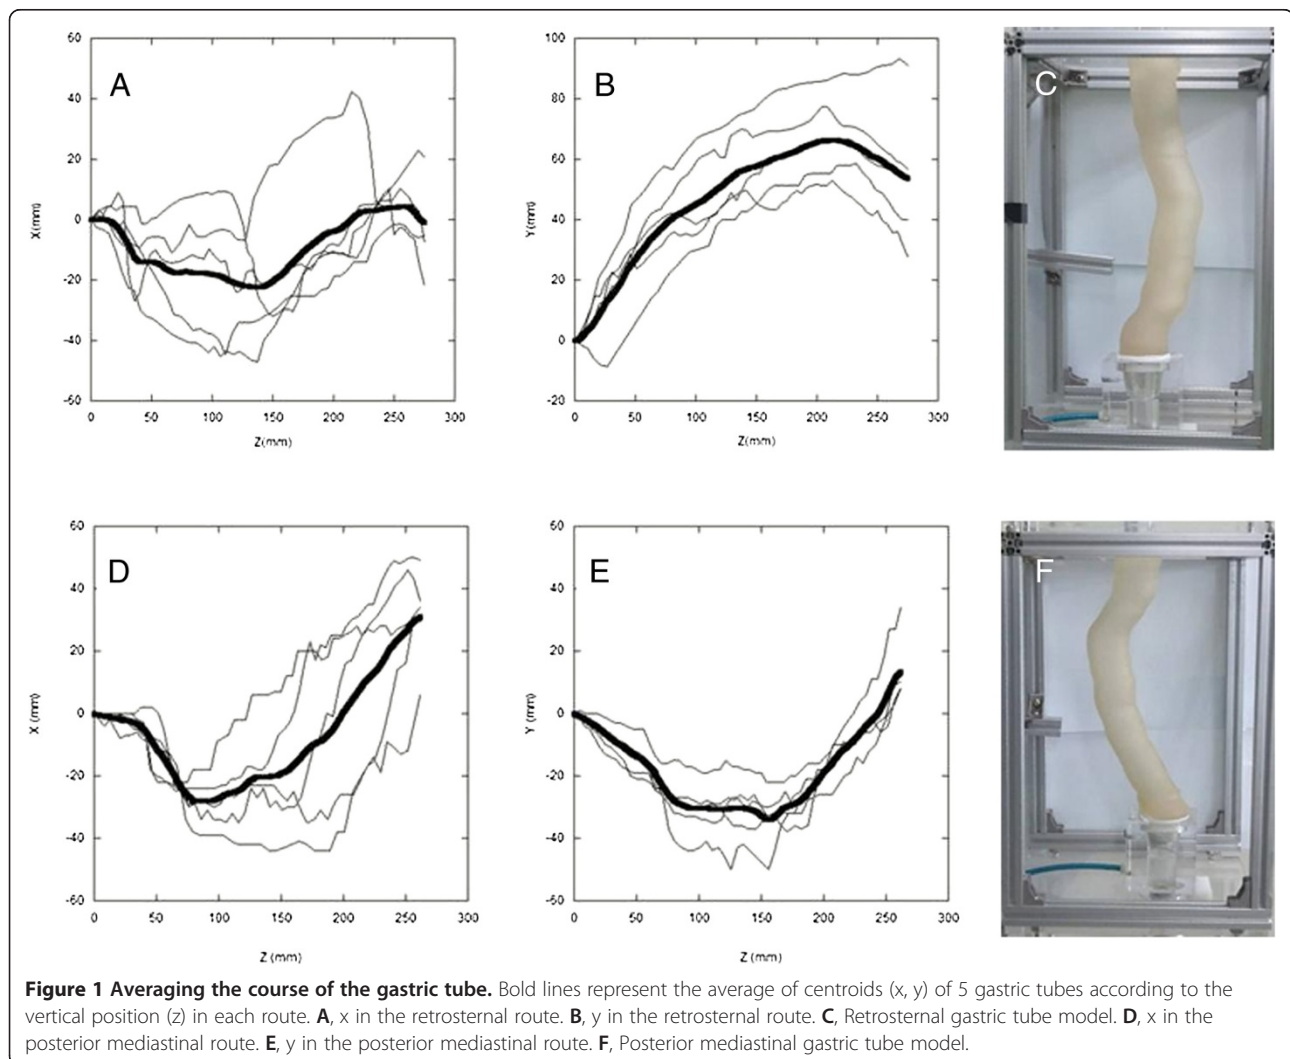 60
40
20
0
-20
-40
-60
X(mm)
A
0 50 100 150 200 250 300
Z(mm)
100
80
60
40
20
0
-20
Y(mm)
B
0 50 100 150 200 250 300
Z(mm)
C
60
40
20
0
-20
-40
-60
X (mm)
D
0 50 100 150 200 250 300
Z (mm)
60
40
20
0
-20
-40
-60
Y (mm)
E
0 50 100 150 200 250 300
Z (mm)
F
Figure 1 Averaging the course of the gastric tube. Bold lines represent the average of centroids (x, y) of 5 gastric tubes according to the
vertical position (z) in each route. A, x in the retrosternal route. B, y in the retrosternal route. C, Retrosternal gastric tube model. D, x in the
posterior mediastinal route. E, y in the posterior mediastinal route. F, Posterior mediastinal gastric tube model.